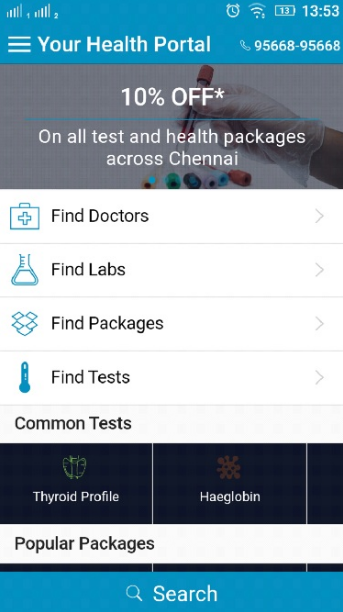 1 2 13 13:53
Your Health Portal 95668-95668
10% OFF*
On all test and health packages
across Chennai
Find Doctors
Find Labs
Find Packages
Find Tests
Common Tests
Thyroid Profile Haeglobin
Popular Packages
Search